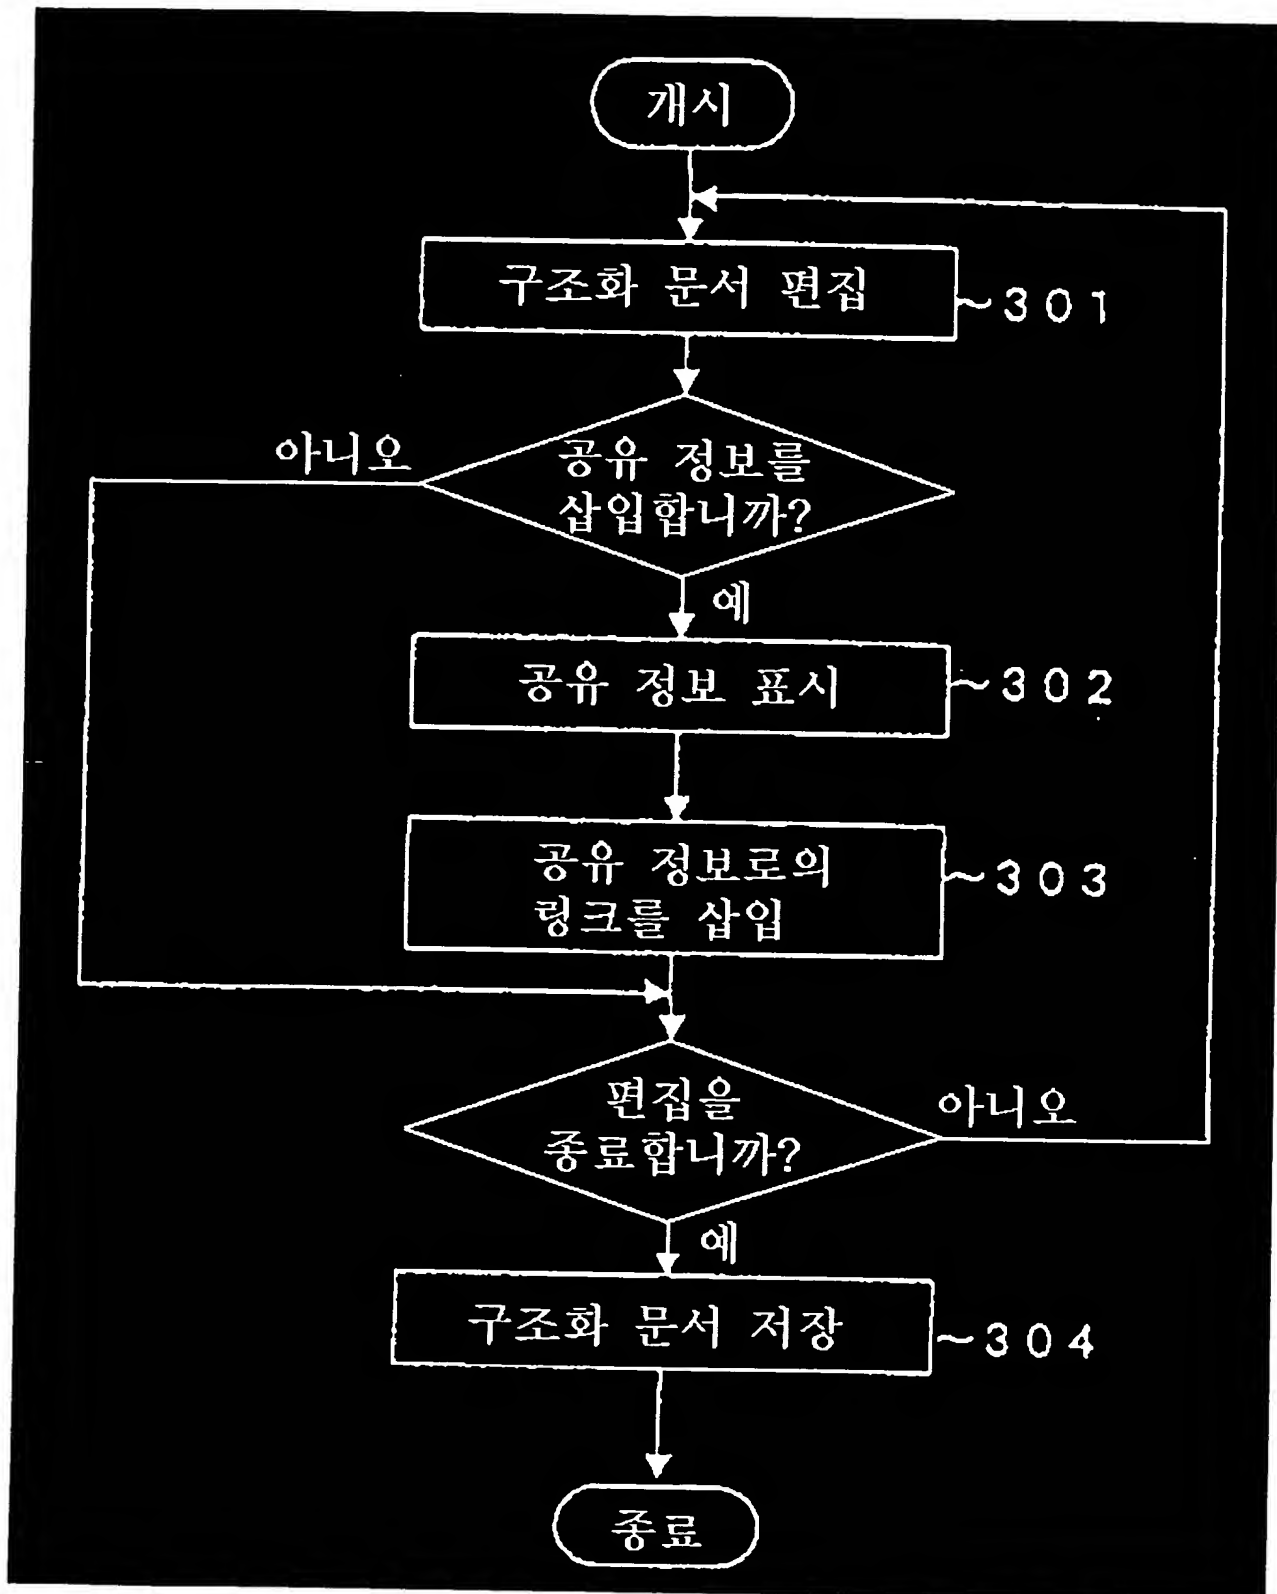 개시
구조화 문서 편집
~301
아니오
공유 정보를
삽입합니까?
예
공유 정보 표시
~302
공유 정보로의
링크를 삽입
~303
편집을
종료합니까?
아니오
예
구조화 문서 저장
~304
종료